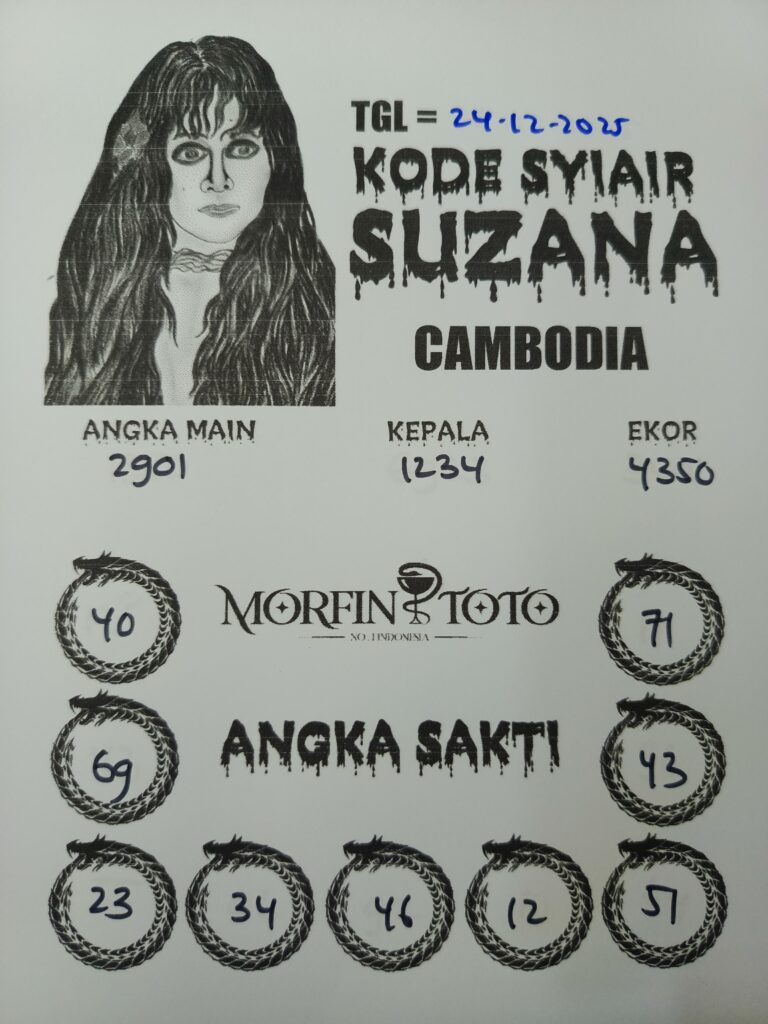 TGL = 24-12-2025
KODE SYIAIR
SUZANA
CAMBODIA
ANGKA MAIN KEPALA EKOR
2901 1234 4350
40 MORFIN TOTO 71
NO.1 INDONESIA
69 ANGKA SAKTI 43
23 34 46 12 51